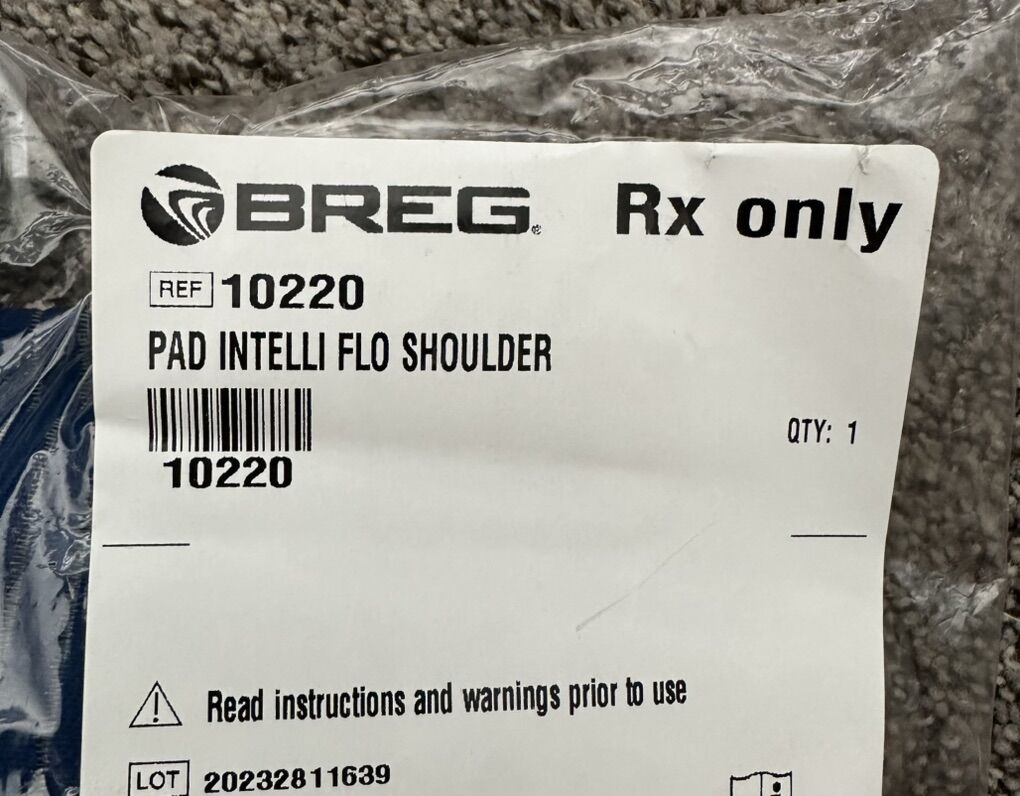 BREG® Rx only
REF 10220
PAD INTELLI FLO SHOULDER
QTY: 1
10220
Read instructions and warnings prior to use
LOT 20232811639